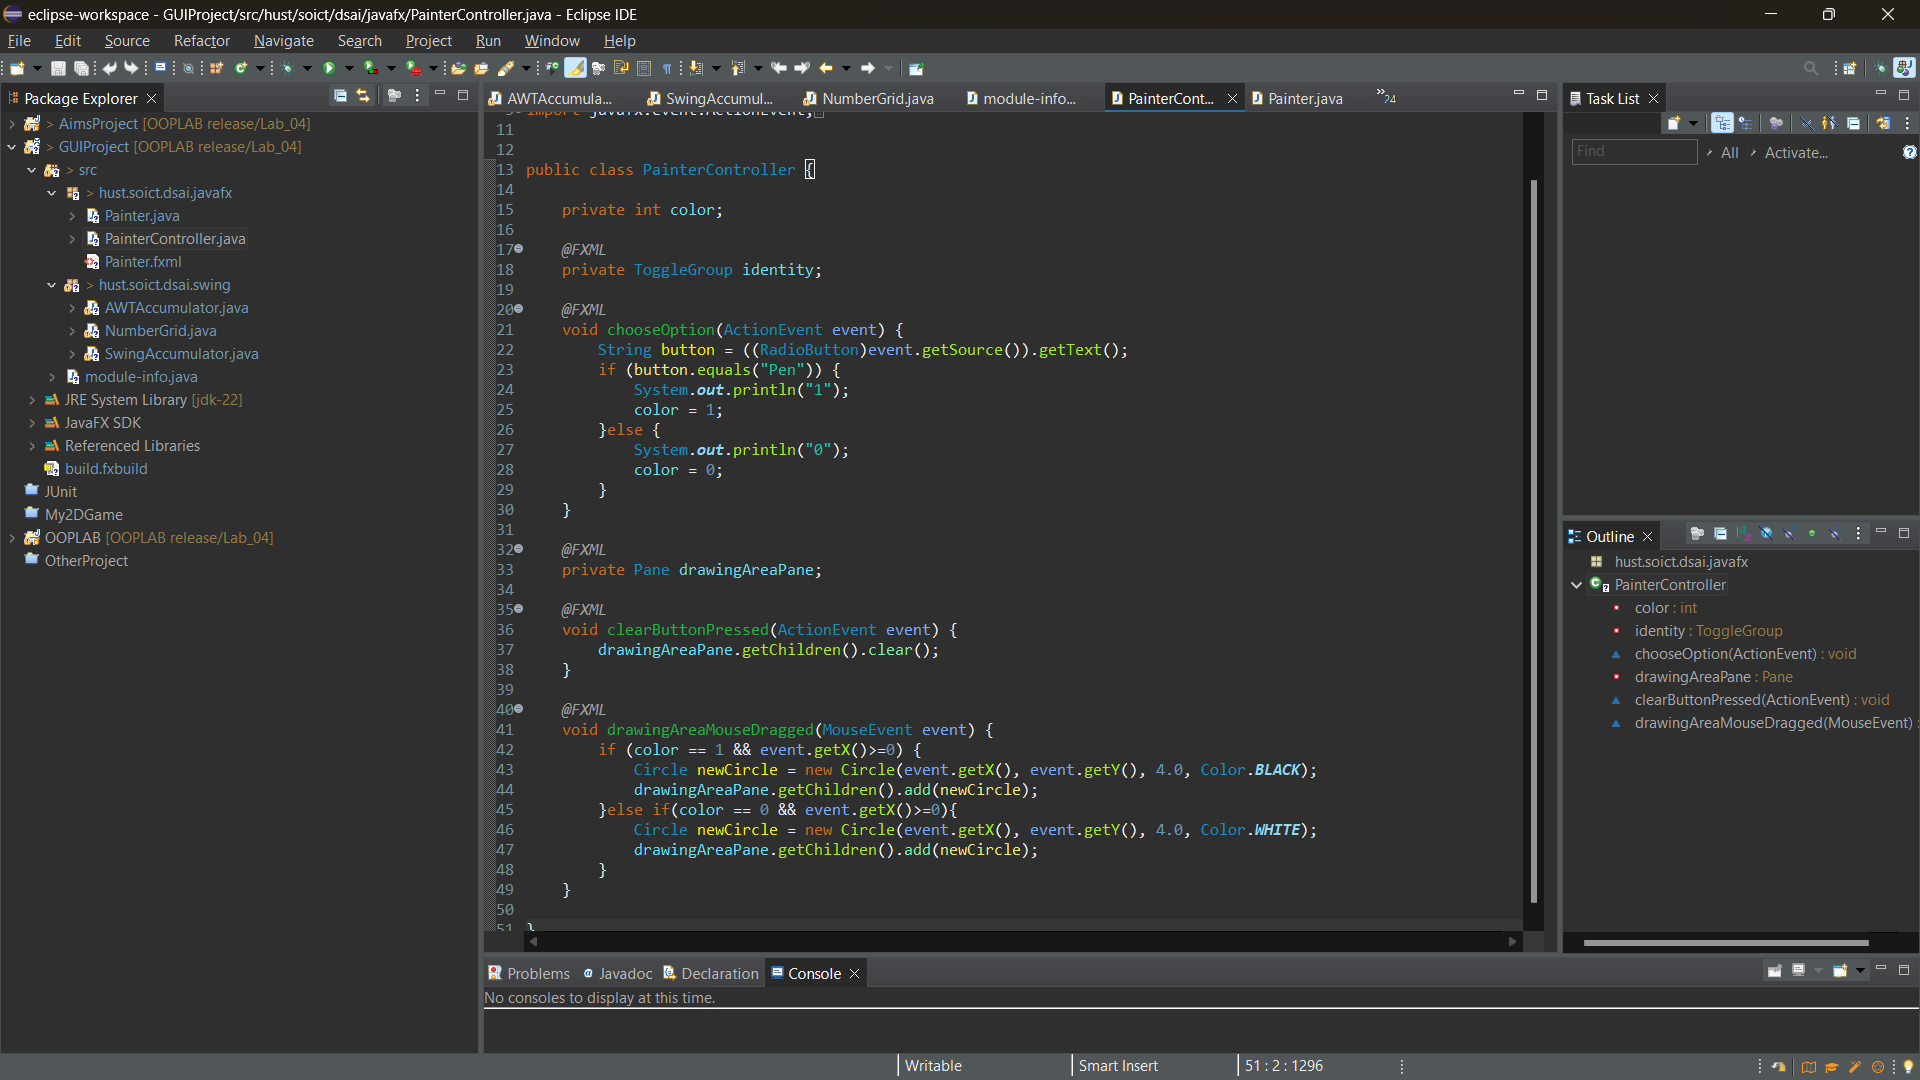 eclipse-workspace - GUIProject/src/hust/soict/dsai/javafx/PainterController.java - Eclipse IDE
File Edit Source Refactor Navigate Search Project Run Window Help
Package Explorer
> AimsProject [OOPLAB release/Lab_04]
> GUIProject [OOPLAB release/Lab_04]
> src
> hust.soict.dsai.javafx
Painter.java
PainterController.java
Painter.fxml
> hust.soict.dsai.swing
AWTAccumulator.java
NumberGrid.java
SwingAccumulator.java
module-info.java
JRE System Library [jdk-22]
JavaFX SDK
Referenced Libraries
build.fxbuild
JUnit
My2DGame
OOPLAB [OOPLAB release/Lab_04]
OtherProject
AWTAccumula... SwingAccumul... NumberGrid.java module-info... PainterCont... Painter.java »24
9 import javafx.event.ActionEvent;
11
12
13 public class PainterController {
14
15 private int color;
16
17 @FXML
18 private ToggleGroup identity;
19
20 @FXML
21 void chooseOption(ActionEvent event) {
22 String button = ((RadioButton)event.getSource()).getText();
23 if (button.equals("Pen")) {
24 System.out.println("1");
25 color = 1;
26 }else {
27 System.out.println("0");
28 color = 0;
29 }
30 }
31
32 @FXML
33 private Pane drawingAreaPane;
34
35 @FXML
36 void clearButtonPressed(ActionEvent event) {
37 drawingAreaPane.getChildren().clear();
38 }
39
40 @FXML
41 void drawingAreaMouseDragged(MouseEvent event) {
42 if (color == 1 && event.getX()>=0) {
43 Circle newCircle = new Circle(event.getX(), event.getY(), 4.0, Color.BLACK);
44 drawingAreaPane.getChildren().add(newCircle);
45 }else if(color == 0 && event.getX()>=0){
46 Circle newCircle = new Circle(event.getX(), event.getY(), 4.0, Color.WHITE);
47 drawingAreaPane.getChildren().add(newCircle);
48 }
49 }
50
51 }
Task List
Find All Activate...
Outline
hust.soict.dsai.javafx
PainterController
color : int
identity : ToggleGroup
chooseOption(ActionEvent) : void
drawingAreaPane : Pane
clearButtonPressed(ActionEvent) : void
drawingAreaMouseDragged(MouseEvent) :
Problems Javadoc Declaration Console
No consoles to display at this time.
Writable Smart Insert 51 : 2 : 1296